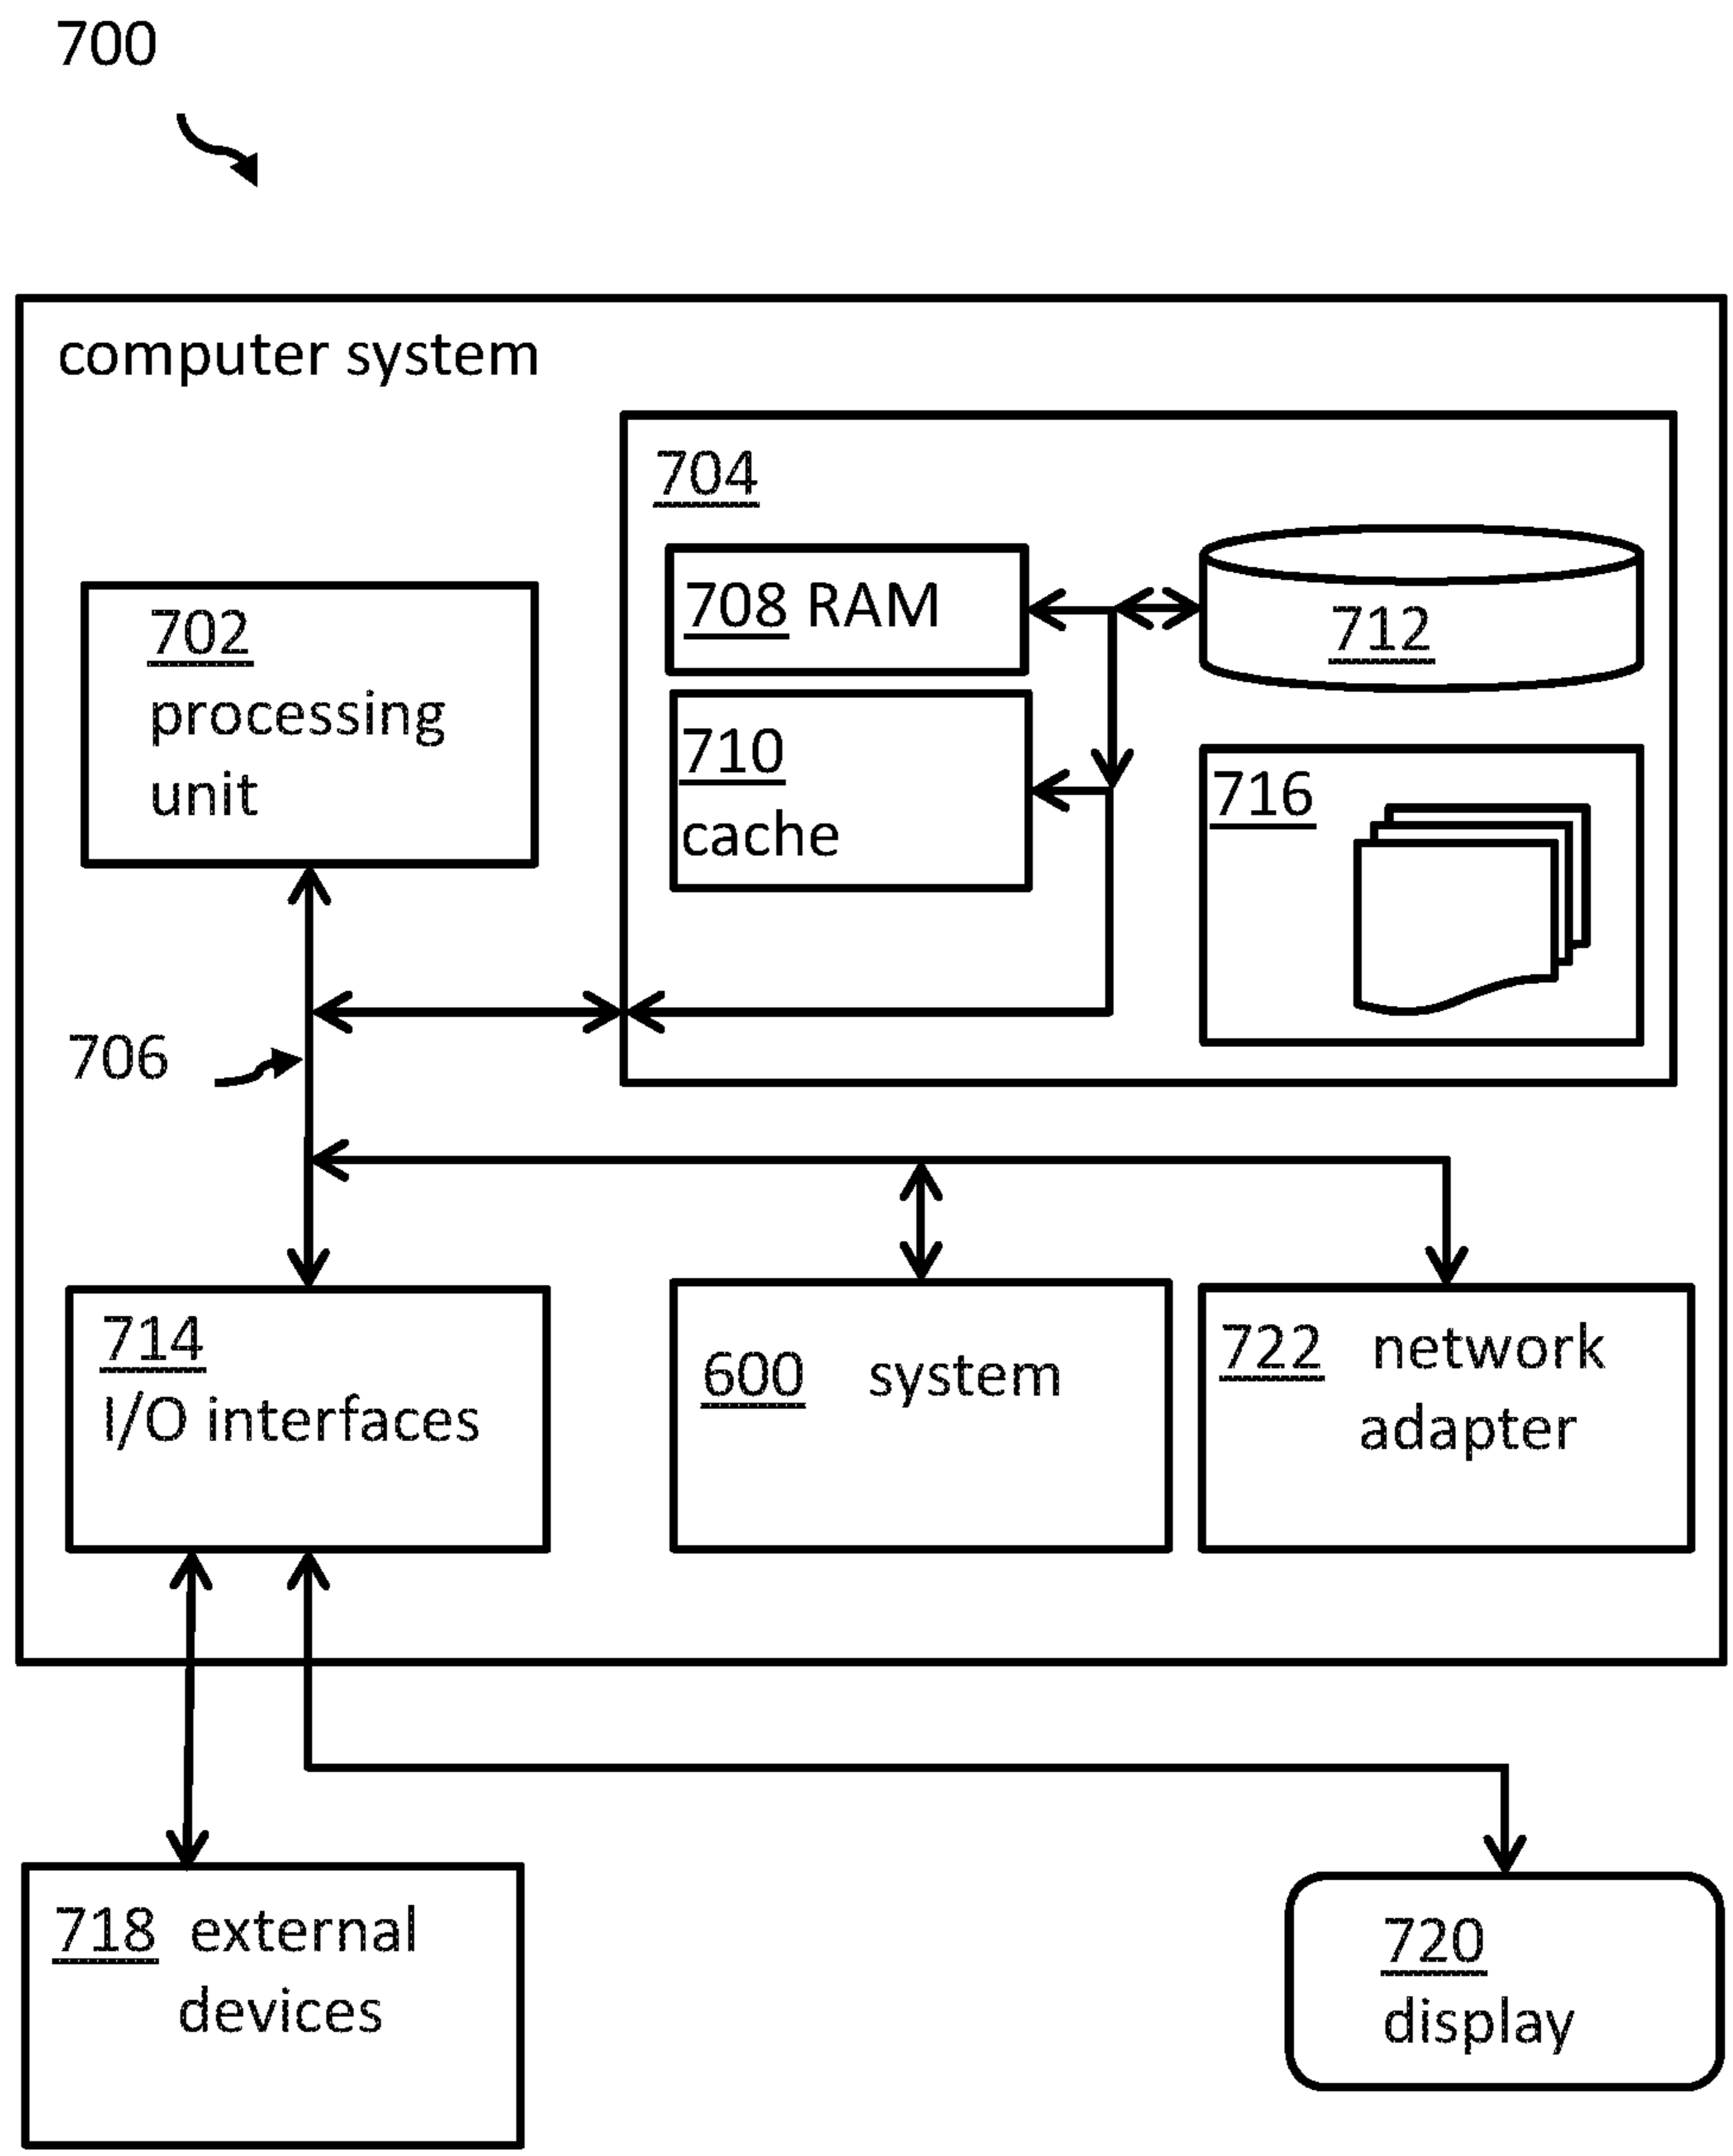 700
computer system
704
708 RAM
712
702
processing
unit
710
cache
716
706
714
I/O interfaces
600 system
722 network
adapter
718 external
devices
720
display